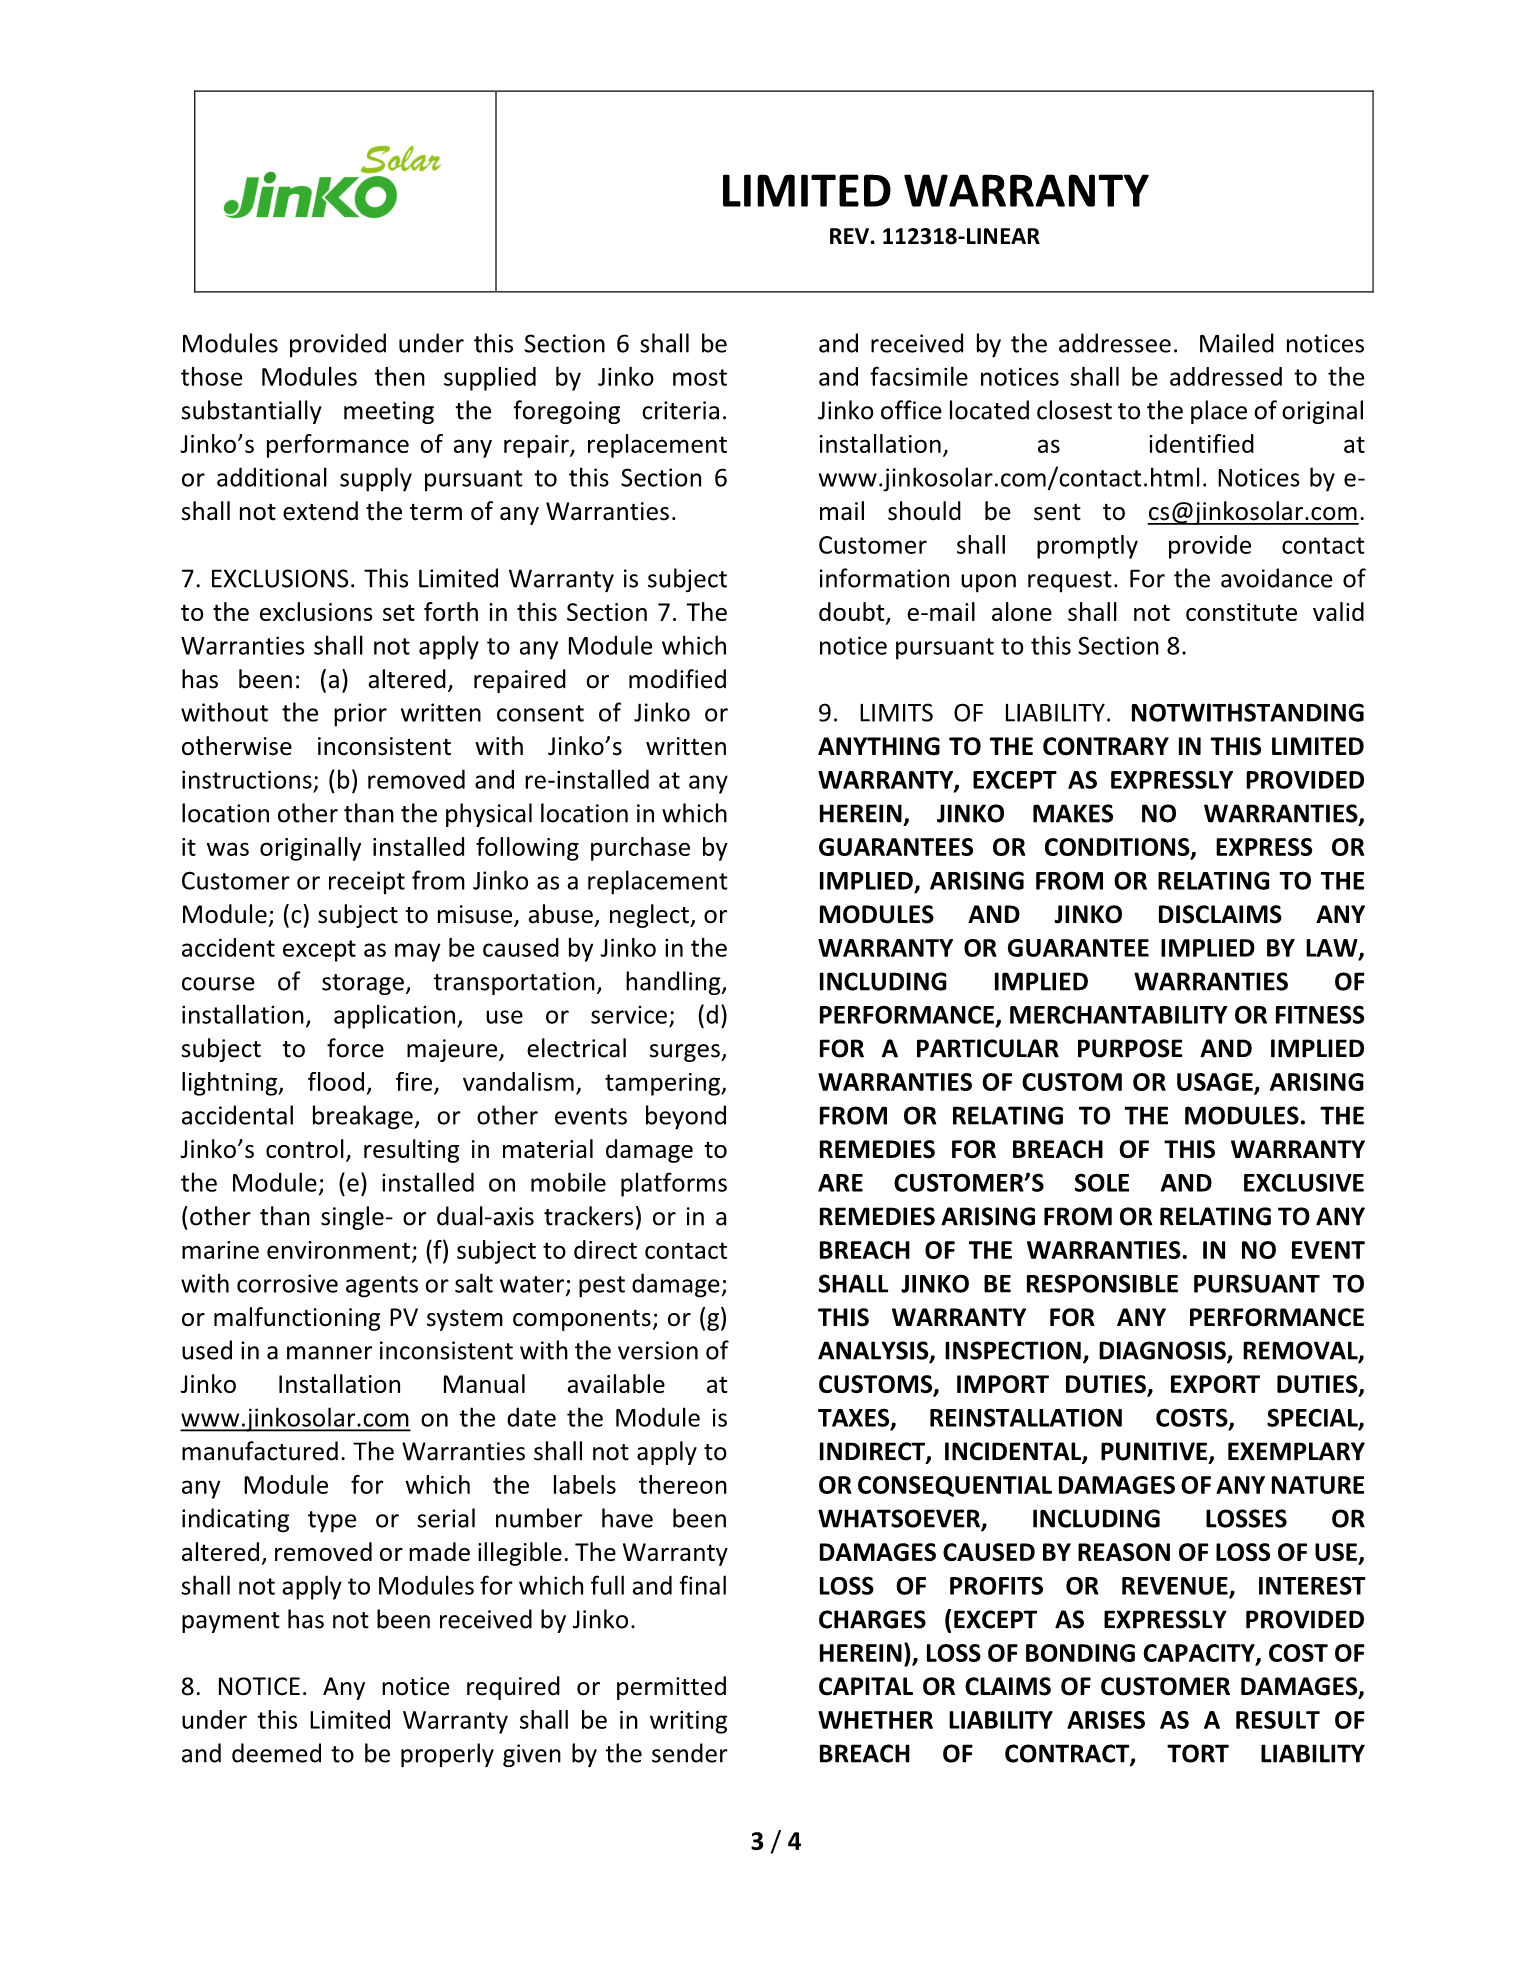 Solar
JinKO
LIMITED WARRANTY
REV. 112318-LINEAR
Modules provided under this Section 6 shall be
those Modules then supplied by Jinko most
substantially meeting the foregoing criteria.
Jinko’s performance of any repair, replacement
or additional supply pursuant to this Section 6
shall not extend the term of any Warranties.
7. EXCLUSIONS. This Limited Warranty is subject
to the exclusions set forth in this Section 7. The
Warranties shall not apply to any Module which
has been: (a) altered, repaired or modified
without the prior written consent of Jinko or
otherwise inconsistent with Jinko’s written
instructions; (b) removed and re-installed at any
location other than the physical location in which
it was originally installed following purchase by
Customer or receipt from Jinko as a replacement
Module; (c) subject to misuse, abuse, neglect, or
accident except as may be caused by Jinko in the
course of storage, transportation, handling,
installation, application, use or service; (d)
subject to force majeure, electrical surges,
lightning, flood, fire, vandalism, tampering,
accidental breakage, or other events beyond
Jinko’s control, resulting in material damage to
the Module; (e) installed on mobile platforms
(other than single- or dual-axis trackers) or in a
marine environment; (f) subject to direct contact
with corrosive agents or salt water; pest damage;
or malfunctioning PV system components; or (g)
used in a manner inconsistent with the version of
Jinko Installation Manual available at
www.jinkosolar.com on the date the Module is
manufactured. The Warranties shall not apply to
any Module for which the labels thereon
indicating type or serial number have been
altered, removed or made illegible. The Warranty
shall not apply to Modules for which full and final
payment has not been received by Jinko.
8. NOTICE. Any notice required or permitted
under this Limited Warranty shall be in writing
and deemed to be properly given by the sender
and received by the addressee. Mailed notices
and facsimile notices shall be addressed to the
Jinko office located closest to the place of original
installation, as identified at
www.jinkosolar.com/contact.html. Notices by e-
mail should be sent to cs@jinkosolar.com.
Customer shall promptly provide contact
information upon request. For the avoidance of
doubt, e-mail alone shall not constitute valid
notice pursuant to this Section 8.
9. LIMITS OF LIABILITY. NOTWITHSTANDING
ANYTHING TO THE CONTRARY IN THIS LIMITED
WARRANTY, EXCEPT AS EXPRESSLY PROVIDED
HEREIN, JINKO MAKES NO WARRANTIES,
GUARANTEES OR CONDITIONS, EXPRESS OR
IMPLIED, ARISING FROM OR RELATING TO THE
MODULES AND JINKO DISCLAIMS ANY
WARRANTY OR GUARANTEE IMPLIED BY LAW,
INCLUDING IMPLIED WARRANTIES OF
PERFORMANCE, MERCHANTABILITY OR FITNESS
FOR A PARTICULAR PURPOSE AND IMPLIED
WARRANTIES OF CUSTOM OR USAGE, ARISING
FROM OR RELATING TO THE MODULES. THE
REMEDIES FOR BREACH OF THIS WARRANTY
ARE CUSTOMER’S SOLE AND EXCLUSIVE
REMEDIES ARISING FROM OR RELATING TO ANY
BREACH OF THE WARRANTIES. IN NO EVENT
SHALL JINKO BE RESPONSIBLE PURSUANT TO
THIS WARRANTY FOR ANY PERFORMANCE
ANALYSIS, INSPECTION, DIAGNOSIS, REMOVAL,
CUSTOMS, IMPORT DUTIES, EXPORT DUTIES,
TAXES, REINSTALLATION COSTS, SPECIAL,
INDIRECT, INCIDENTAL, PUNITIVE, EXEMPLARY
OR CONSEQUENTIAL DAMAGES OF ANY NATURE
WHATSOEVER, INCLUDING LOSSES OR
DAMAGES CAUSED BY REASON OF LOSS OF USE,
LOSS OF PROFITS OR REVENUE, INTEREST
CHARGES (EXCEPT AS EXPRESSLY PROVIDED
HEREIN), LOSS OF BONDING CAPACITY, COST OF
CAPITAL OR CLAIMS OF CUSTOMER DAMAGES,
WHETHER LIABILITY ARISES AS A RESULT OF
BREACH OF CONTRACT, TORT LIABILITY
3 / 4